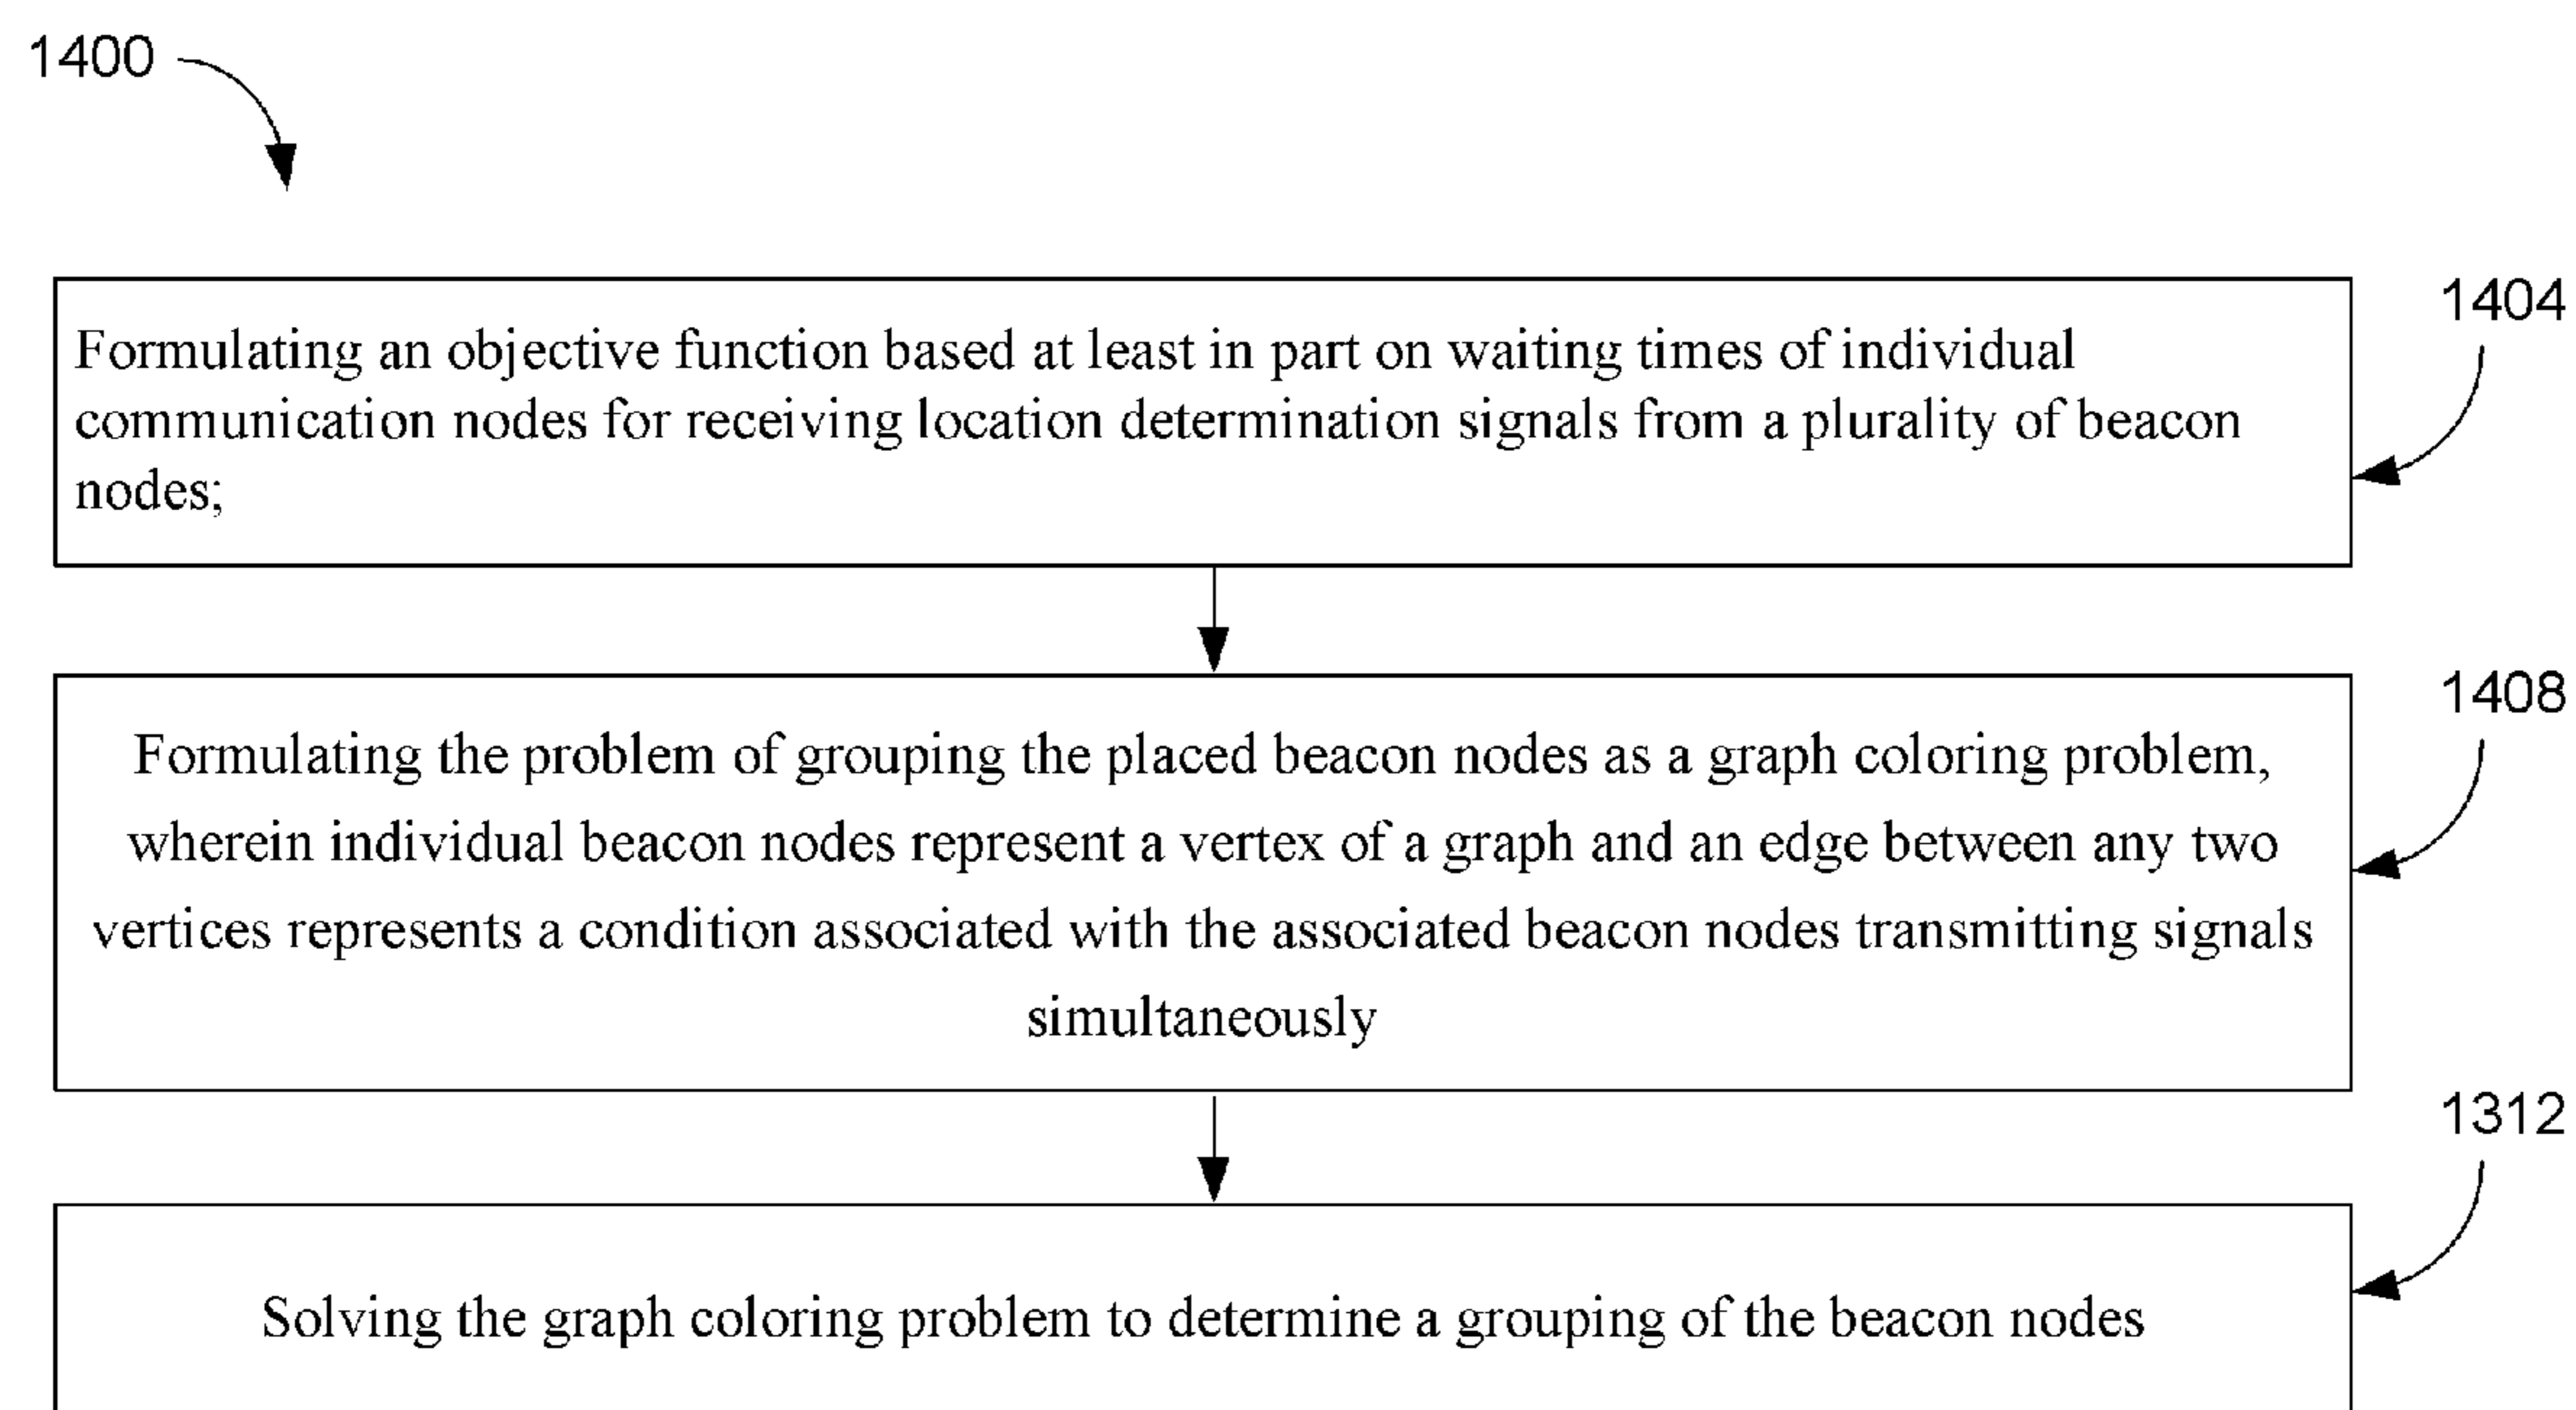 1400
1404
Formulating an objective function based at least in part on waiting times of individual
communication nodes for receiving location determination signals from a plurality of beacon
nodes;
1408
Formulating the problem of grouping the placed beacon nodes as a graph coloring problem,
wherein individual beacon nodes represent a vertex of a graph and an edge between any two
vertices represents a condition associated with the associated beacon nodes transmitting signals
simultaneously
1312
Solving the graph coloring problem to determine a grouping of the beacon nodes